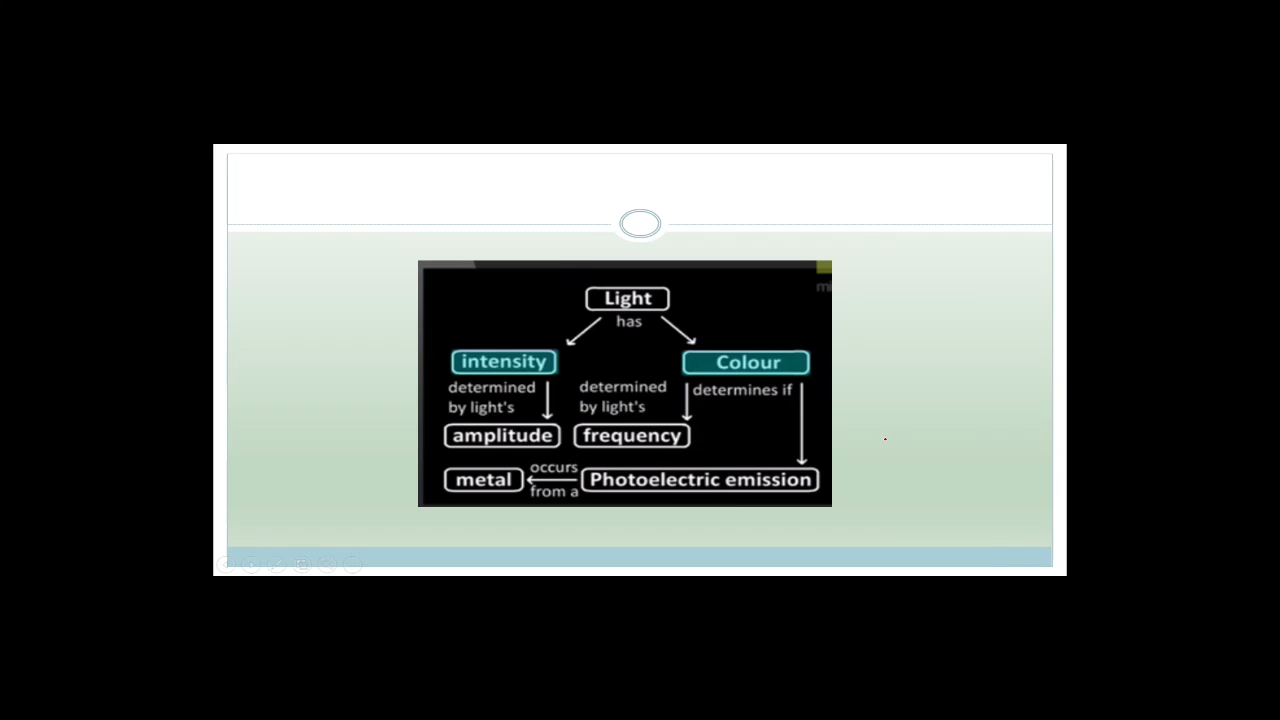 Light
has
intensity
Colour
determined
by light's
determined
by light's
determines if
amplitude
frequency
metal
occurs
from a
Photoelectric emission